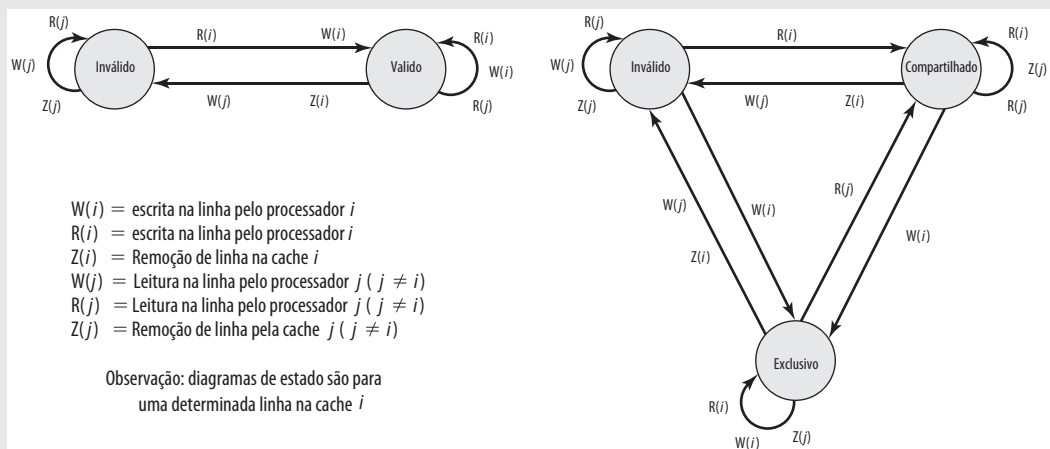 R(j)
R(i)
W(i)
R(i)
W(j)
Inválido
Valido
W(i)
Z(j)
W(j)
Z(i)
R(j)
W(i) = escrita na linha pelo processador i
R(i) = escrita na linha pelo processador i
Z(i) = Remoção de linha na cache i
W(j) = Leitura na linha pelo processador j ( j ≠ i)
R(j) = Leitura na linha pelo processador j ( j ≠ i)
Z(j) = Remoção de linha pela cache j ( j ≠ i)
Observação: diagramas de estado são para
uma determinada linha na cache i
R(j)
R(i)
R(i)
W(j)
Inválido
Compartilhado
Z(j)
Z(j)
W(j)
Z(i)
R(j)
R(j)
W(j)
W(i)
W(i)
Z(i)
Exclusivo
R(i)
W(i)
Z(j)